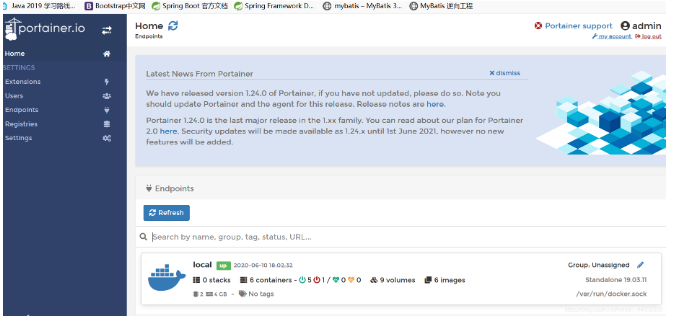 Java 2019 学习路线... Bootstrap中文网 Spring Boot 官方文档 Spring Framework D... mybatis – MyBatis 3... MyBatis 逆向工程
portainer.io
Home
SETTINGS
Extensions
Users
Endpoints
Registries
Settings
Home
Endpoints
Portainer support admin
my account log out
Latest News From Portainer
dismiss
We have released version 1.24.0 of Portainer, if you have not updated, please do so. Note you
should update Portainer and the agent for this release. Release notes are here.
Portainer 1.24.0 is the last major release in the 1.xx family. You can read about our plan for Portainer
2.0 here. Security updates will be made available as 1.24.x until 1st June 2021, however no new
features will be added.
Endpoints
Refresh
Search by name, group, tag, status, URL...
local up 2020-06-10 18:02:32
Group: Unassigned
0 stacks 6 containers - 5 1 / 0 0 9 volumes 6 images
Standalone 19.03.11
2 4 GB - No tags
/var/run/docker.sock